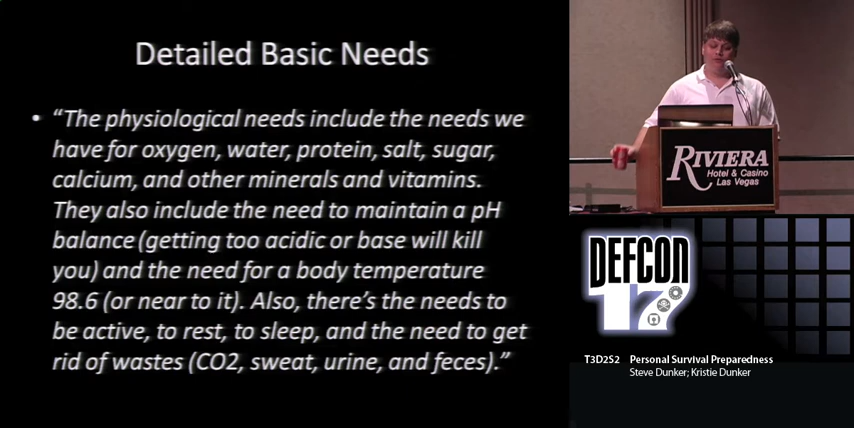 Detailed Basic Needs
• “The physiological needs include the needs we
have for oxygen, water, protein, salt, sugar,
calcium, and other minerals and vitamins.
They also include the need to maintain a pH
balance (getting too acidic or base will kill
you) and the need for a body temperature
98.6 (or near to it). Also, there’s the needs to
be active, to rest, to sleep, and the need to get
rid of wastes (CO2, sweat, urine, and feces).”
RIVIERA
Hotel & Casino
Las Vegas
DEFCON
17
T3D2S2 Personal Survival Preparedness
Steve Dunker; Kristie Dunker